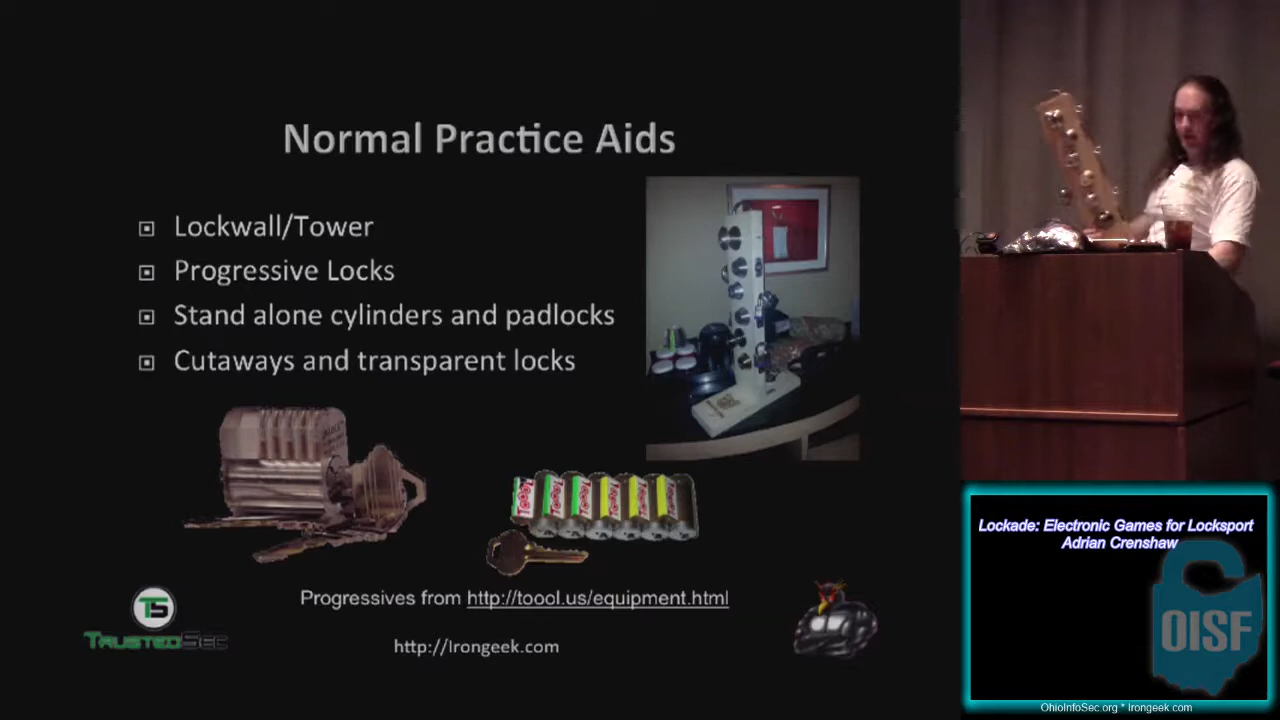 Normal Practice Aids
Lockwall/Tower
Progressive Locks
Stand alone cylinders and padlocks
Cutaways and transparent locks
Progressives from http://toool.us/equipment.html
TS
TRUSTEDSEC
http://Irongeek.com
Lockade: Electronic Games for Locksport
Adrian Crenshaw
OISF
OhioInfoSec.org * Irongeek.com